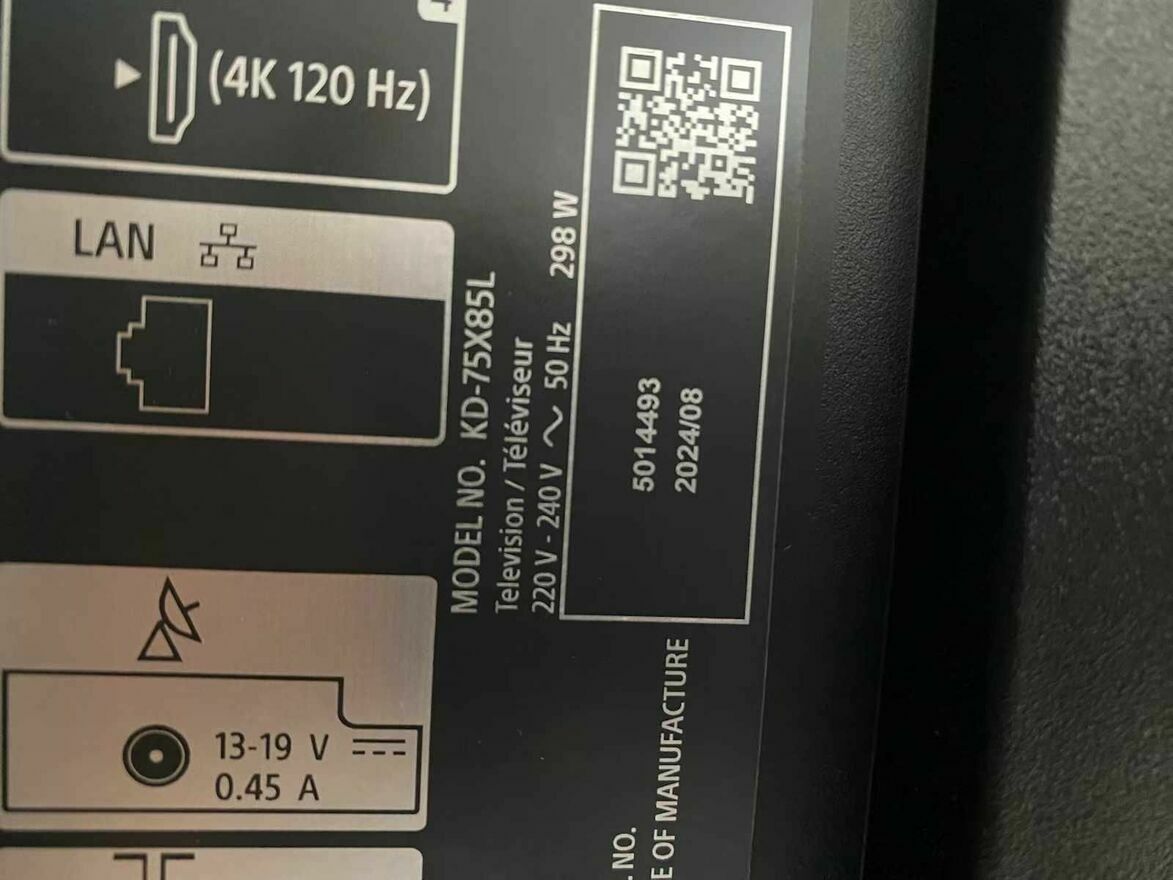 (4K 120 Hz)
LAN
13-19 V
0.45 A
MODEL NO. KD-75X85L
Television / Téléviseur
220 V - 240 V ~ 50 Hz 298 W
NO. 5014493
OF MANUFACTURE 2024/08